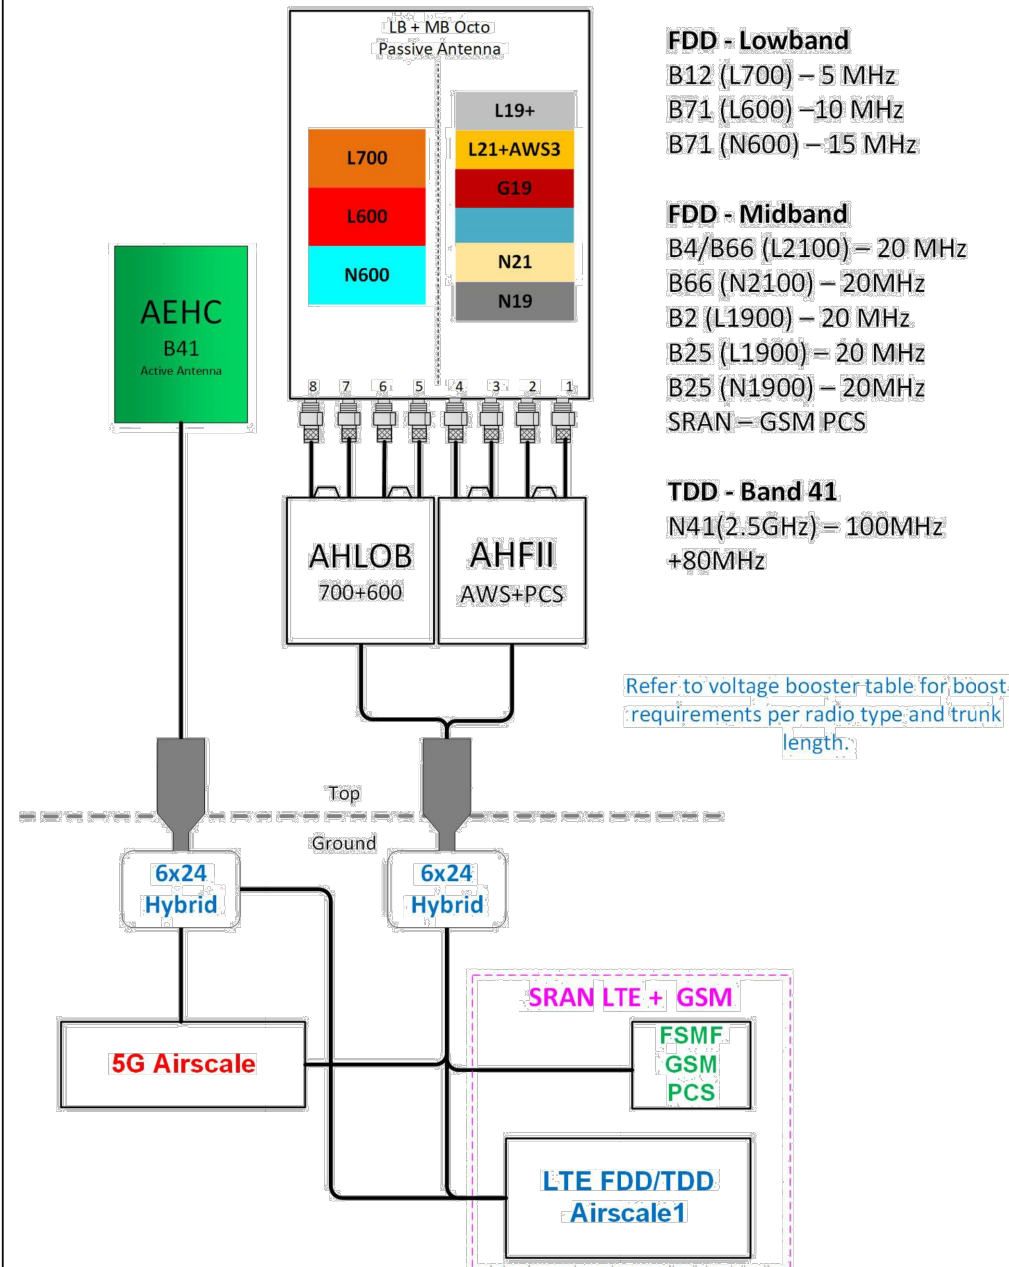 LB + MB Octo
Passive Antenna
L19+
L21+AWS3
G19
N21
N19
L700
L600
N600
AEHC
B41
Active Antenna
8 7 6 5 4 3 2 1
AHLOB
700+600
AHFII
AWS+PCS
FDD - Lowband
B12 (L700) – 5 MHz
B71 (L600) –10 MHz
B71 (N600) – 15 MHz
FDD - Midband
B4/B66 (L2100) – 20 MHz
B66 (N2100) – 20MHz
B2 (L1900) – 20 MHz
B25 (L1900) – 20 MHz
B25 (N1900) – 20MHz
SRAN – GSM PCS
TDD - Band 41
N41(2.5GHz) – 100MHz
+80MHz
Refer to voltage booster table for boost
requirements per radio type and trunk
length.
Top
Ground
6x24
Hybrid
6x24
Hybrid
5G Airscale
SRAN LTE + GSM
FSMF
GSM
PCS
LTE FDD/TDD
Airscale1